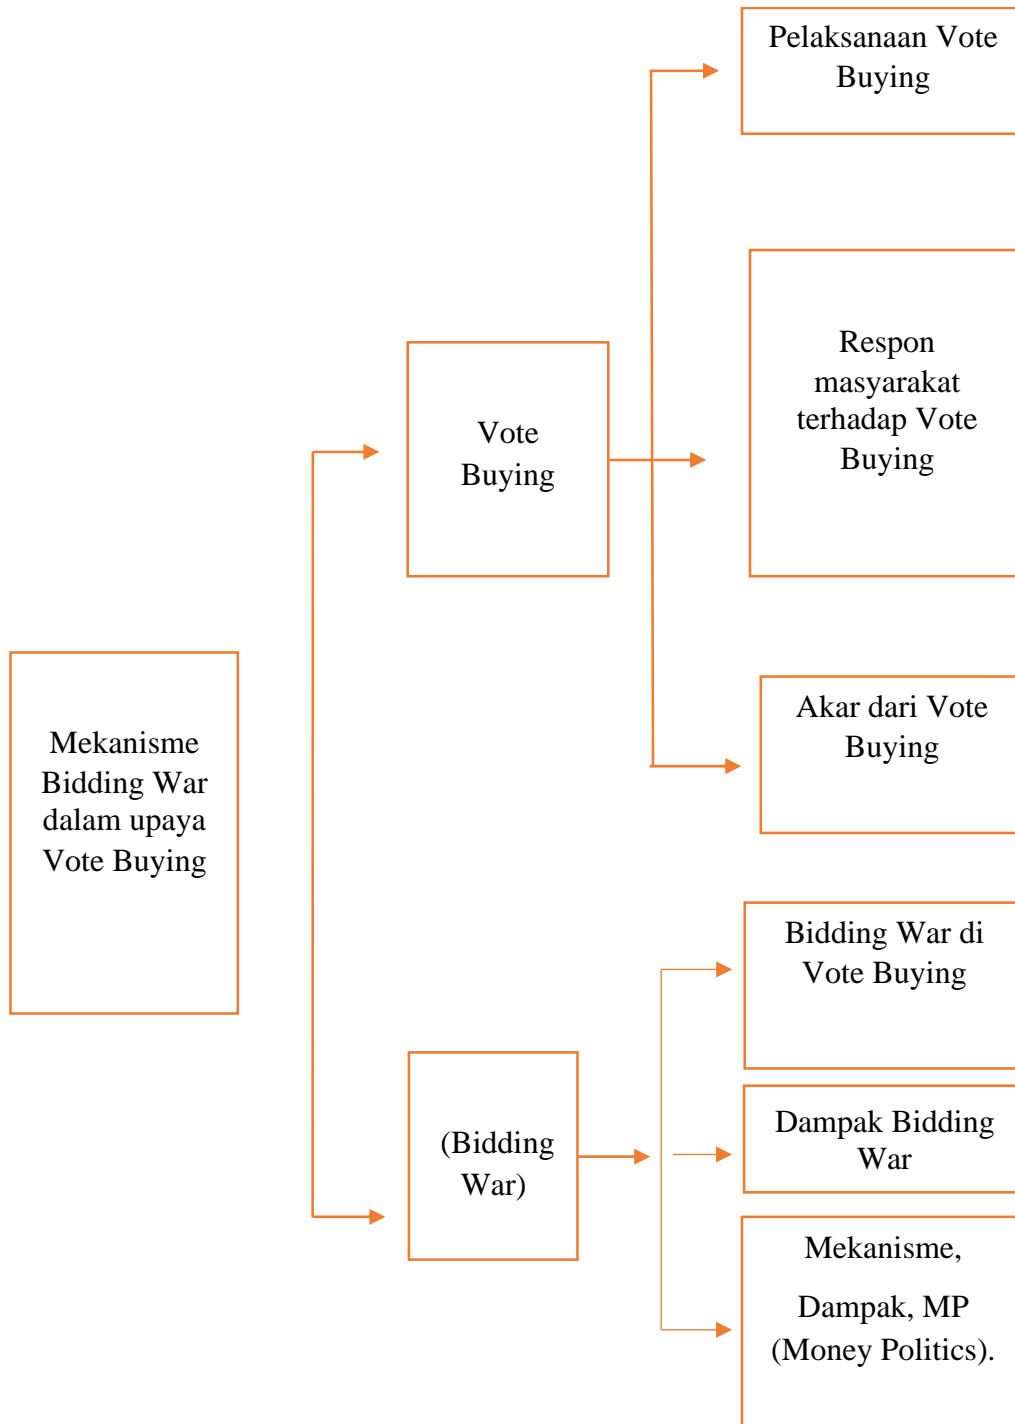 Pelaksanaan Vote
Buying
Respon
masyarakat
terhadap Vote
Buying
Vote
Buying
Akar dari Vote
Buying
Mekanisme
Bidding War
dalam upaya
Vote Buying
Bidding War di
Vote Buying
(Bidding
War)
Dampak Bidding
War
Mekanisme,
Dampak, MP
(Money Politics).